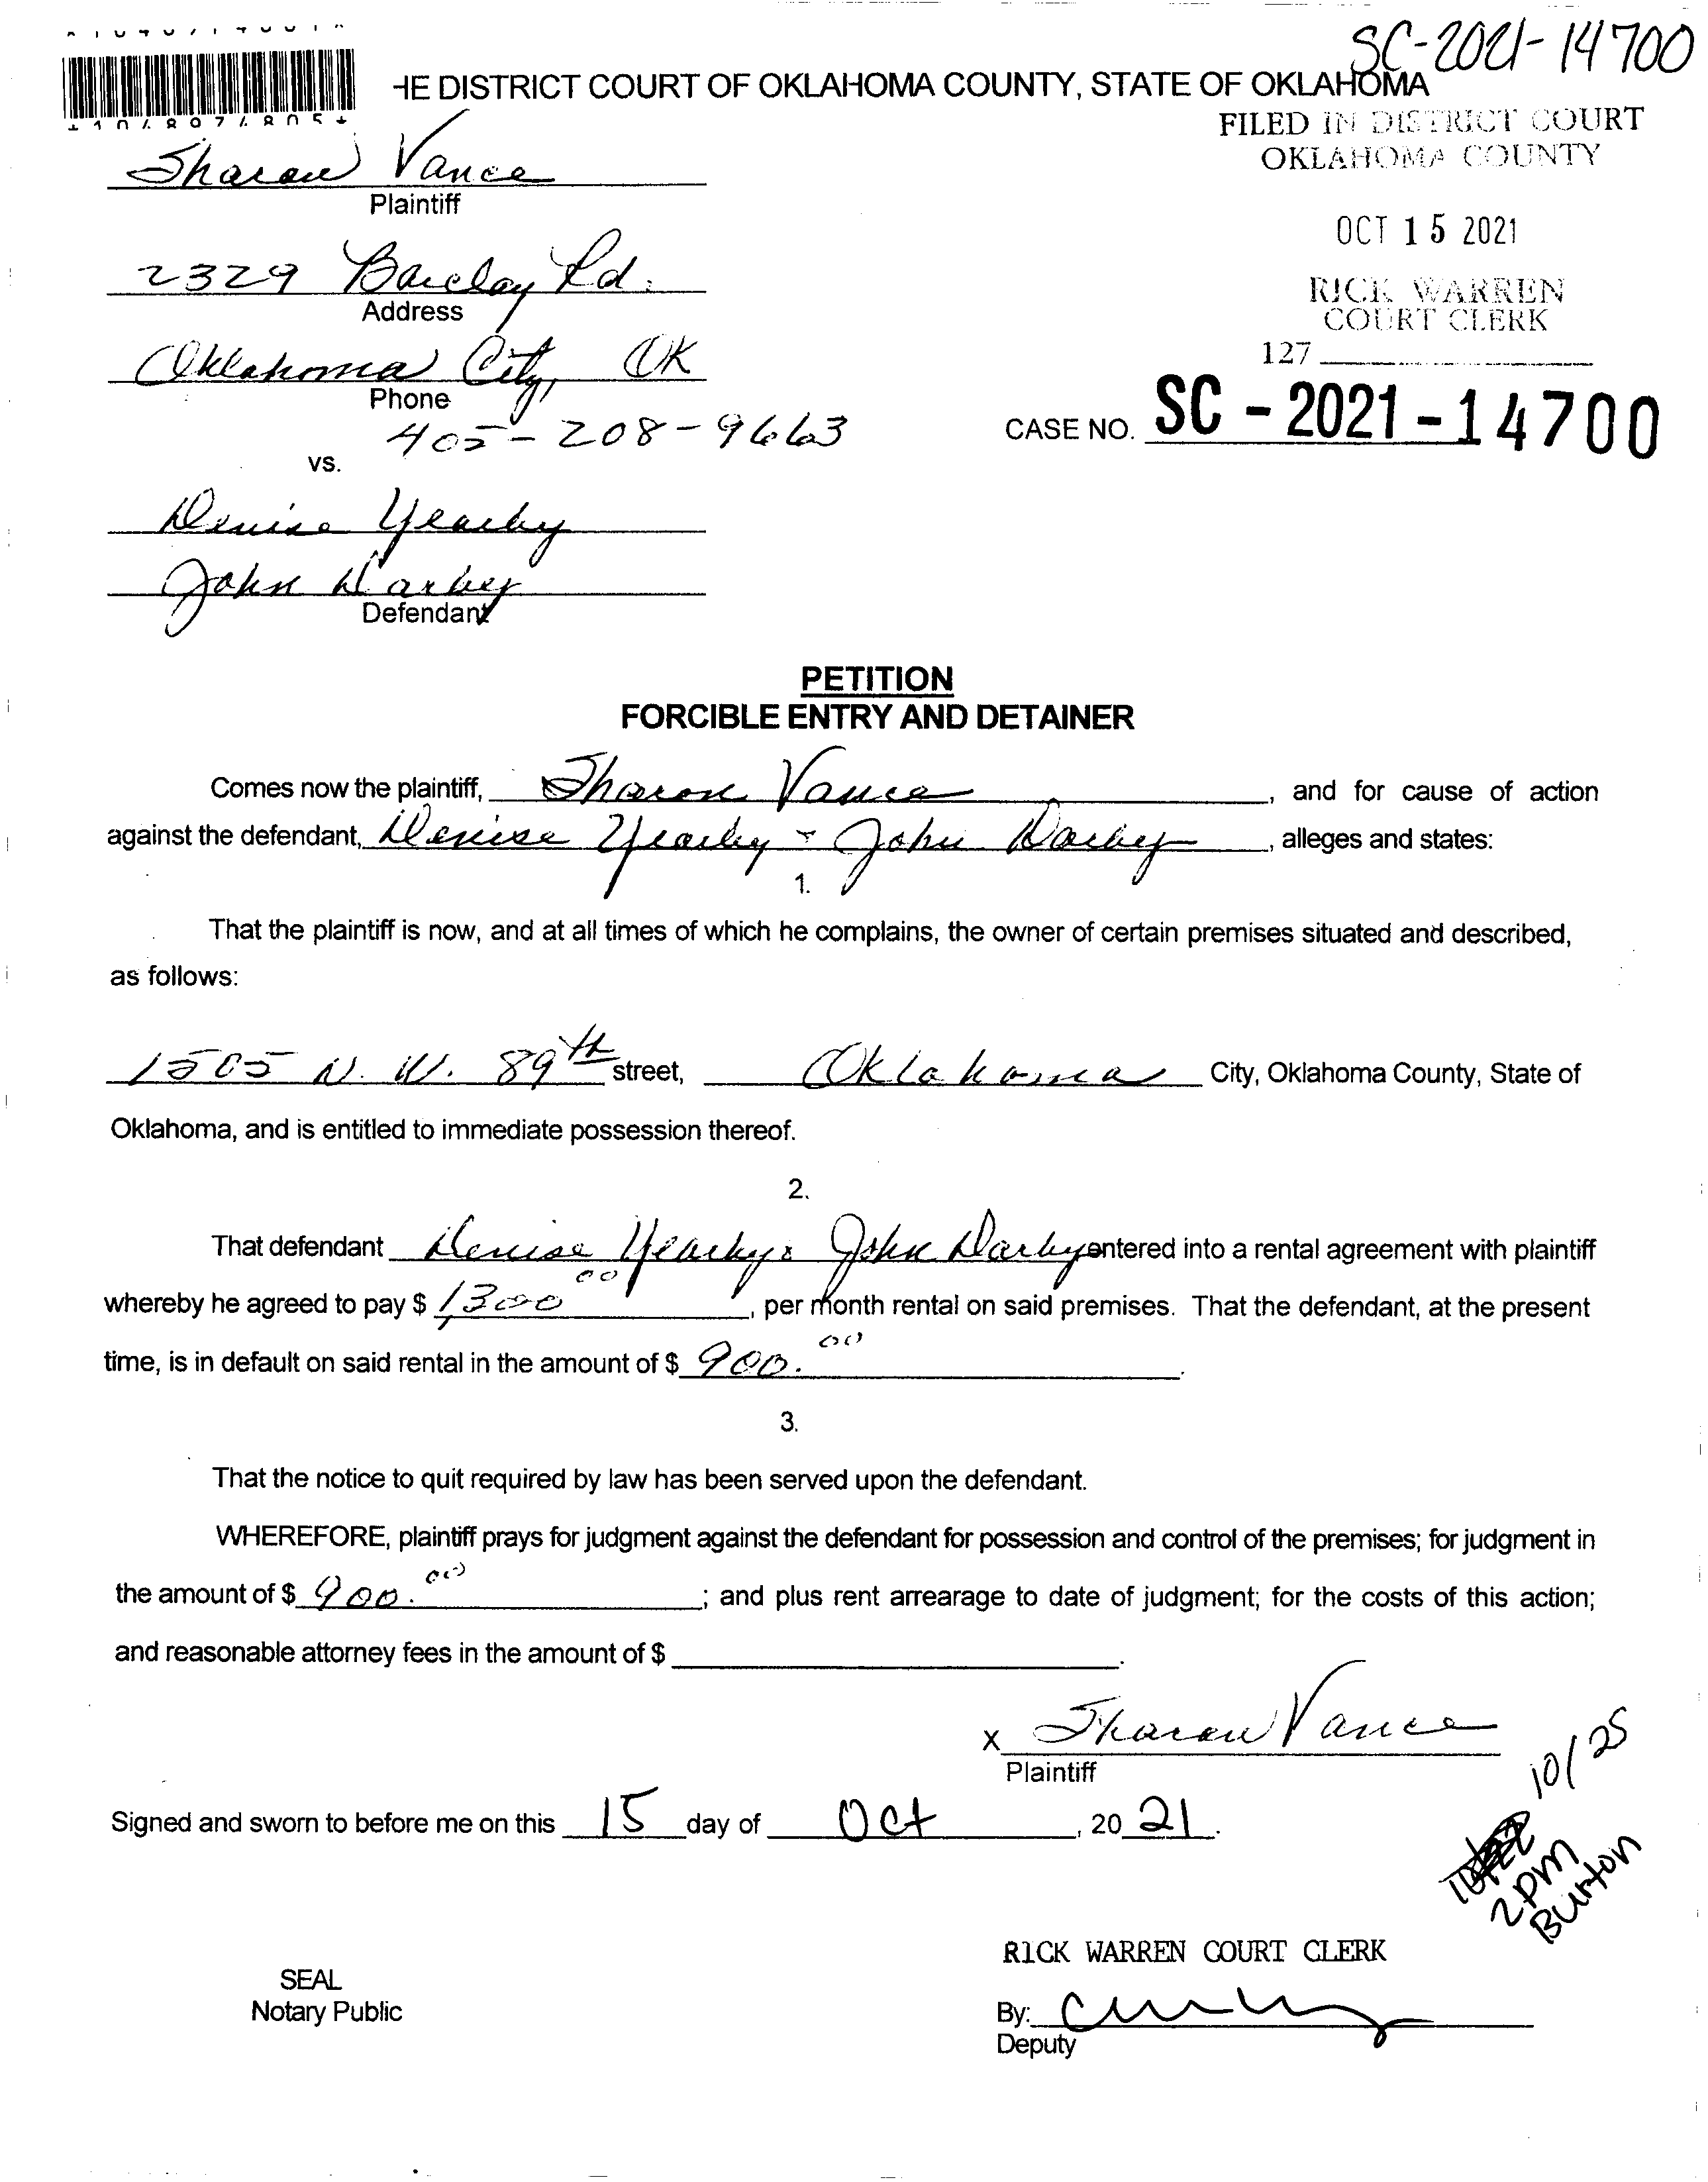 SC-2021-14700
HE DISTRICT COURT OF OKLAHOMA COUNTY, STATE OF OKLAHOMA
FILED IN DISTRICT COURT
OKLAHOMA COUNTY
Sharon Vance
Plaintiff
OCT 15 2021
2329 Barclay Rd.
Address
RICK WARREN
COURT CLERK
127
Oklahoma City, OK
Phone
405-208-9663
CASE NO. SC - 2021 - 14700
vs.
Denise Yearby
John Darbey
Defendant
PETITION
FORCIBLE ENTRY AND DETAINER
Comes now the plaintiff, Sharon Vance, and for cause of action
against the defendant, Denise Yearby + John Darbey, alleges and states:
1.
That the plaintiff is now, and at all times of which he complains, the owner of certain premises situated and described,
as follows:
1505 N. W. 89th street, Oklahoma City, Oklahoma County, State of
Oklahoma, and is entitled to immediate possession thereof.
2.
That defendant Denise Yearby & John Darby entered into a rental agreement with plaintiff
whereby he agreed to pay $ 1300 00, per month rental on said premises. That the defendant, at the present
time, is in default on said rental in the amount of $ 900. 00.
3.
That the notice to quit required by law has been served upon the defendant.
WHEREFORE, plaintiff prays for judgment against the defendant for possession and control of the premises; for judgment in
the amount of $ 900. 00; and plus rent arrearage to date of judgment; for the costs of this action;
and reasonable attorney fees in the amount of $
X Sharon Vance
Plaintiff
10/25
2 pm
Burton
Signed and sworn to before me on this 15 day of Oct, 20 21.
RICK WARREN COURT CLERK
SEAL
Notary Public
By:
Deputy